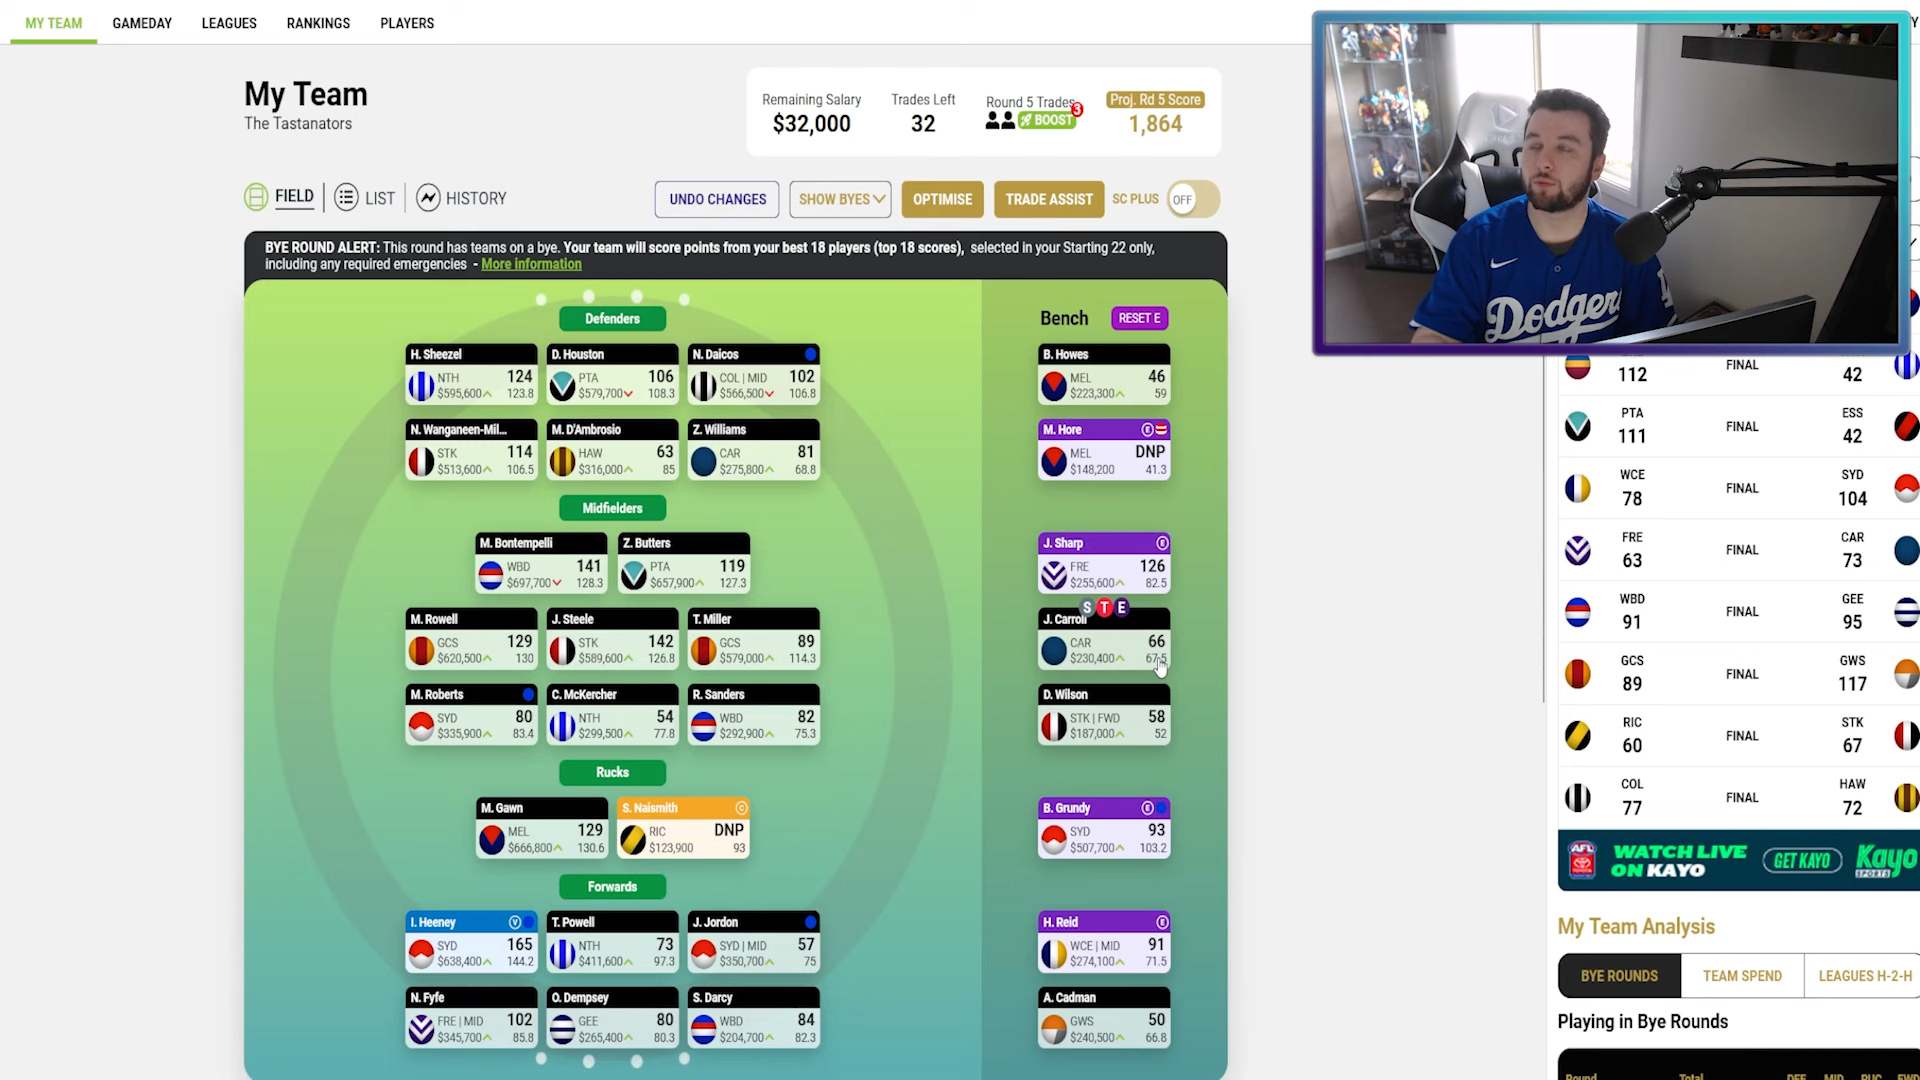 MY TEAM GAMEDAY LEAGUES RANKINGS PLAYERS
My Team
The Tastanators
Remaining Salary
$32,000
Trades Left
32
Round 5 Trades
3
BOOST
Proj. Rd 5 Score
1,864
FIELD LIST HISTORY
UNDO CHANGES SHOW BYES OPTIMISE TRADE ASSIST SC PLUS OFF
BYE ROUND ALERT: This round has teams on a bye. Your team will score points from your best 18 players (top 18 scores), selected in your Starting 22 only,
including any required emergencies - More information
Defenders
Bench RESET E
H. Sheezel
NTH 124
$595,600 123.8
D. Houston
PTA 106
$579,700 108.3
N. Daicos
COL | MID 102
$566,500 106.8
B. Howes
MEL 46
$223,300 59
N. Wanganeen-Mil...
STK 114
$513,600 106.5
M. D'Ambrosio
HAW 63
$316,000 85
Z. Williams
CAR 81
$275,800 68.8
M. Hore E
MEL DNP
$148,200 41.3
Midfielders
M. Bontempelli
WBD 141
$697,700 128.3
Z. Butters
PTA 119
$657,900 127.3
J. Sharp E
FRE 126
$255,600 82.5
M. Rowell
GCS 129
$620,500 130
J. Steele
STK 142
$589,600 126.8
T. Miller
GCS 89
$579,000 114.3
S T E
J. Carroll
CAR 66
$230,400 67.5
M. Roberts
SYD 80
$335,900 83.4
C. McKercher
NTH 54
$299,500 77.8
R. Sanders
WBD 82
$292,900 75.3
D. Wilson
STK | FWD 58
$187,000 52
Rucks
M. Gawn
MEL 129
$666,800 130.6
S. Naismith C
RIC DNP
$123,900 93
B. Grundy E
SYD 93
$507,700 103.2
Forwards
I. Heeney V
SYD 165
$638,400 144.2
T. Powell
NTH 73
$411,600 97.3
J. Jordon
SYD | MID 57
$350,700 75
H. Reid E
WCE | MID 91
$274,100 71.5
N. Fyfe
FRE | MID 102
$345,700 85.8
O. Dempsey
GEE 80
$265,400 80.3
S. Darcy
WBD 84
$204,700 82.3
A. Cadman
GWS 50
$240,500 66.8
Dodgers
112 FINAL 42
PTA ESS
111 FINAL 42
WCE SYD
78 FINAL 104
FRE CAR
63 FINAL 73
WBD GEE
91 FINAL 95
GCS GWS
89 FINAL 117
RIC STK
60 FINAL 67
COL HAW
77 FINAL 72
AFL WATCH LIVE
ON KAYO
GET KAYO
Kayo
SPORTS
My Team Analysis
BYE ROUNDS TEAM SPEND LEAGUES H-2-H
Playing in Bye Rounds
Round Total DEF MID RUC FWD